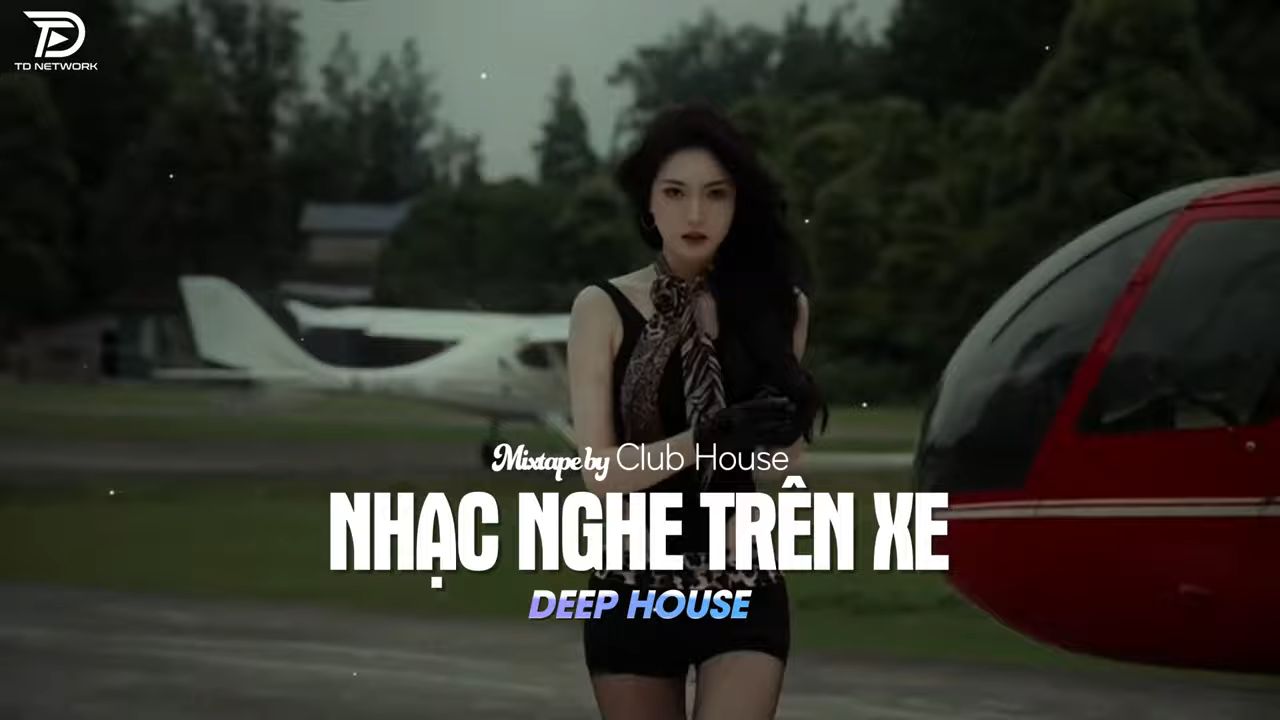 TD NETWORK
Mixtape by Club House
NHẠC NGHE TRÊN XE
DEEP HOUSE